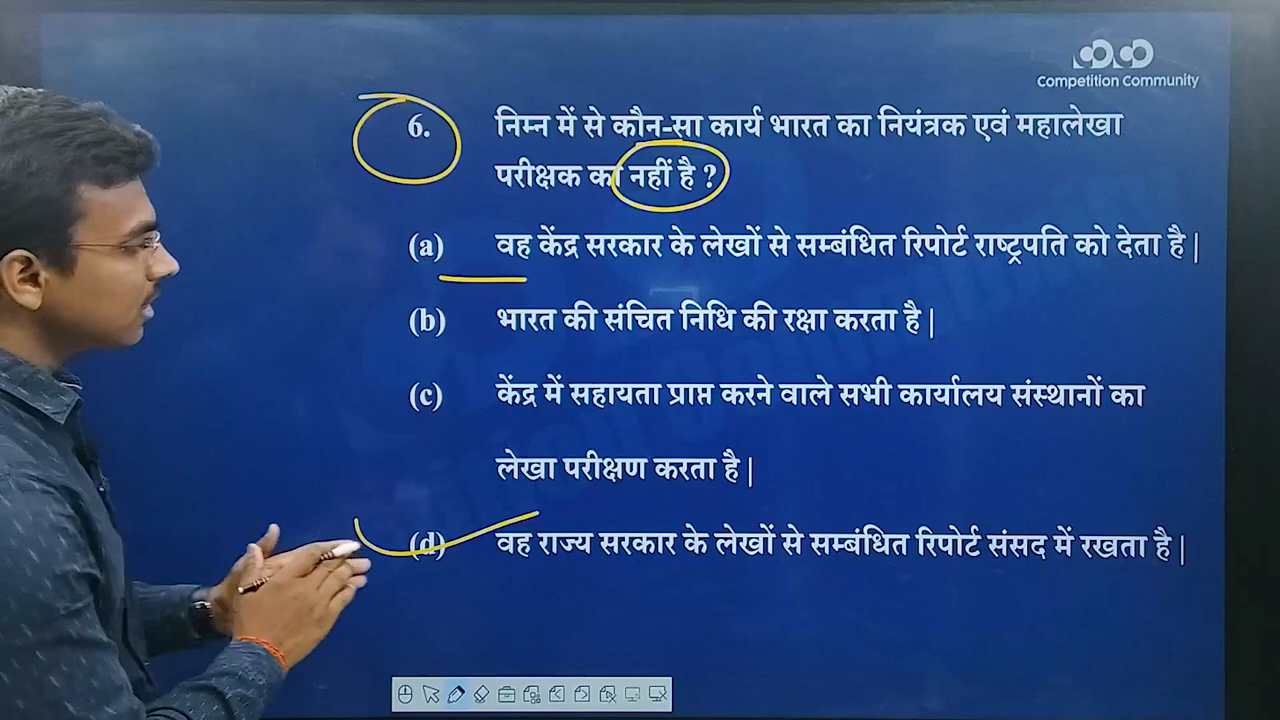 Competition Community
6. निम्न में से कौन-सा कार्य भारत का नियंत्रक एवं महालेखा
परीक्षक का नहीं है ?
(a) वह केंद्र सरकार के लेखों से सम्बंधित रिपोर्ट राष्ट्रपति को देता है |
(b) भारत की संचित निधि की रक्षा करता है |
(c) केंद्र में सहायता प्राप्त करने वाले सभी कार्यालय संस्थानों का
लेखा परीक्षण करता है |
(d) वह राज्य सरकार के लेखों से सम्बंधित रिपोर्ट संसद में रखता है |